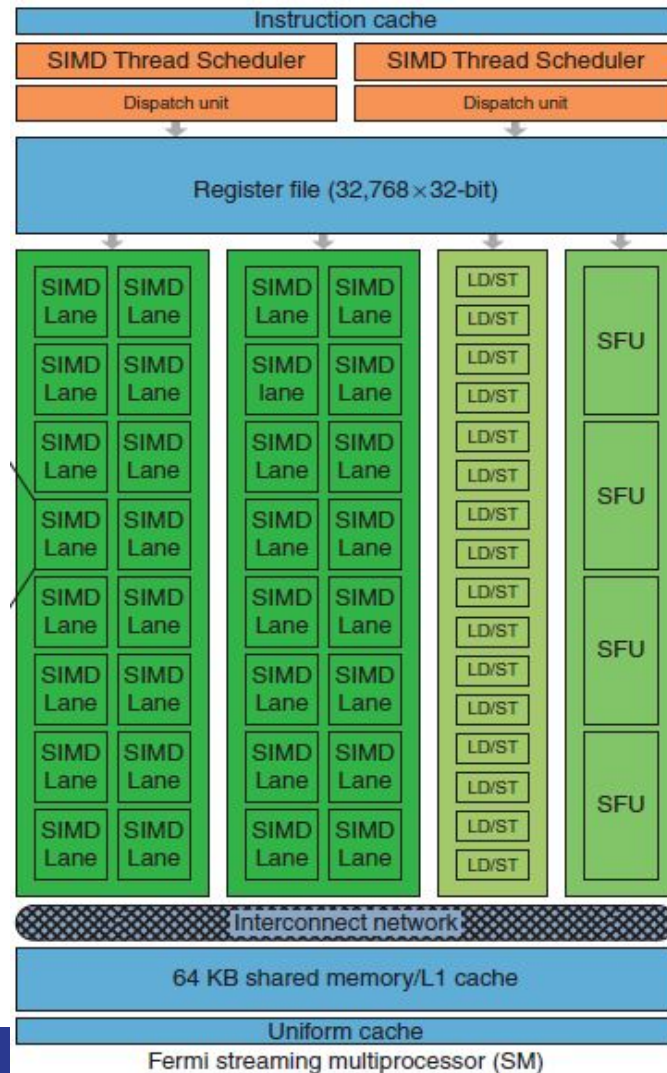 Instruction cache
SIMD Thread Scheduler SIMD Thread Scheduler
Dispatch unit Dispatch unit
Register file (32,768×32-bit)
SIMD SIMD SIMD SIMD LD/ST
Lane Lane Lane Lane LD/ST SFU
SIMD SIMD SIMD SIMD LD/ST
Lane Lane lane Lane LD/ST
SIMD SIMD SIMD SIMD LD/ST
Lane Lane Lane Lane LD/ST
SIMD SIMD SIMD SIMD LD/ST SFU
Lane Lane Lane Lane LD/ST
SIMD SIMD SIMD SIMD LD/ST
Lane Lane Lane Lane LD/ST
SIMD SIMD SIMD SIMD LD/ST SFU
Lane Lane Lane Lane LD/ST
SIMD SIMD SIMD SIMD LD/ST
Lane Lane Lane Lane LD/ST
SIMD SIMD SIMD SIMD LD/ST SFU
Lane Lane Lane Lane LD/ST
Interconnect network
64 KB shared memory/L1 cache
Uniform cache
Fermi streaming multiprocessor (SM)